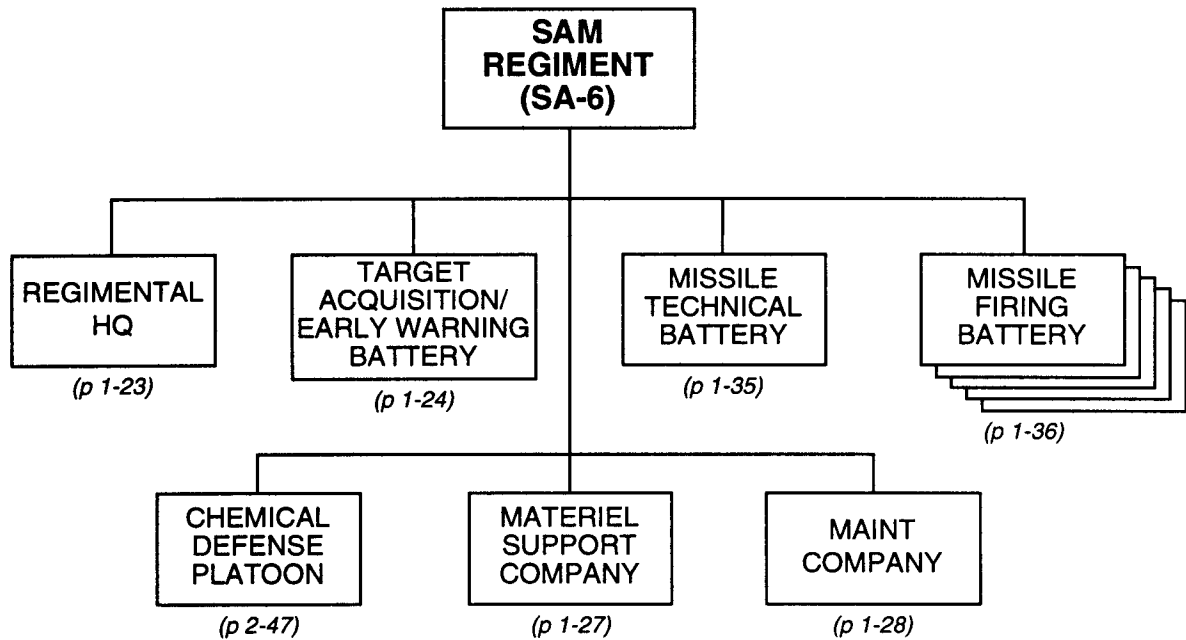 SAM
REGIMENT
(SA-6)
REGIMENTAL
HQ
(p 1-23)
TARGET
ACQUISITION/
EARLY WARNING
BATTERY
(p 1-24)
MISSILE
TECHNICAL
BATTERY
(p 1-35)
MISSILE
FIRING
BATTERY
(p 1-36)
CHEMICAL
DEFENSE
PLATOON
(p 2-47)
MATERIEL
SUPPORT
COMPANY
(p 1-27)
MAINT
COMPANY
(p 1-28)